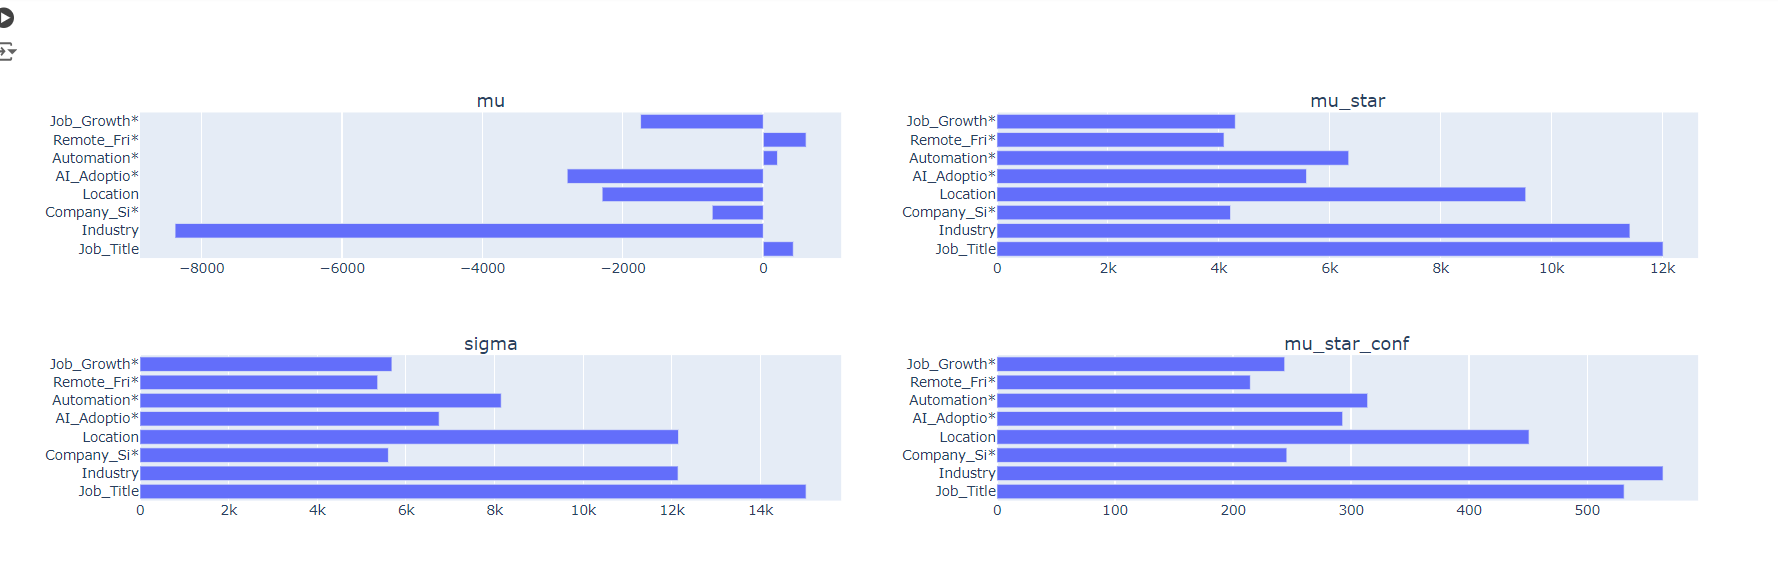 mu
Job_Growth*
Remote_Fri*
Automation*
AI_Adoptio*
Location
Company_Si*
Industry
Job_Title
−8000 −6000 −4000 −2000 0
mu_star
Job_Growth*
Remote_Fri*
Automation*
AI_Adoptio*
Location
Company_Si*
Industry
Job_Title
0 2k 4k 6k 8k 10k 12k
sigma
Job_Growth*
Remote_Fri*
Automation*
AI_Adoptio*
Location
Company_Si*
Industry
Job_Title
0 2k 4k 6k 8k 10k 12k 14k
mu_star_conf
Job_Growth*
Remote_Fri*
Automation*
AI_Adoptio*
Location
Company_Si*
Industry
Job_Title
0 100 200 300 400 500